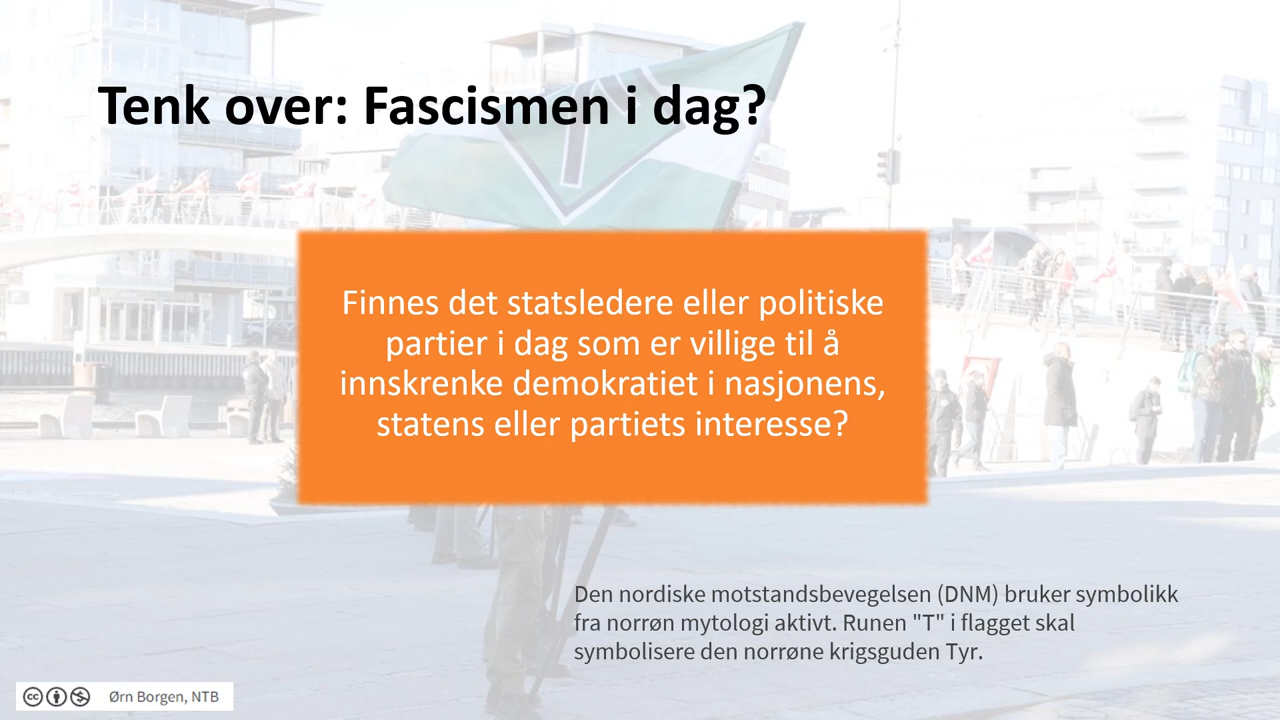 Tenk over: Fascismen i dag?
Finnes det statsledere eller politiske
partier i dag som er villige til å
innskrenke demokratiet i nasjonens,
statens eller partiets interesse?
Den nordiske motstandsbevegelsen (DNM) bruker symbolikk
fra norrøn mytologi aktivt. Runen "T" i flagget skal
symbolisere den norrøne krigsguden Tyr.
cc Ørn Borgen, NTB